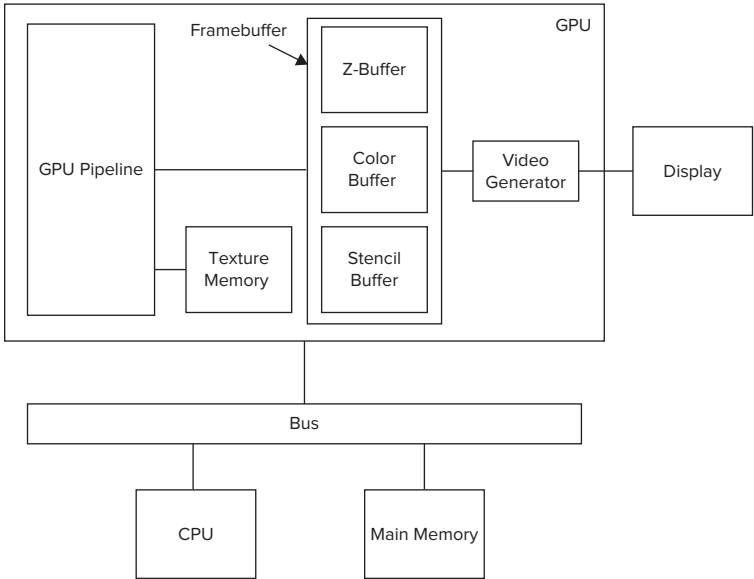 GPU
Framebuffer
Z-Buffer
GPU Pipeline
Color
Buffer
Video
Generator
Display
Texture
Memory
Stencil
Buffer
Bus
CPU
Main Memory